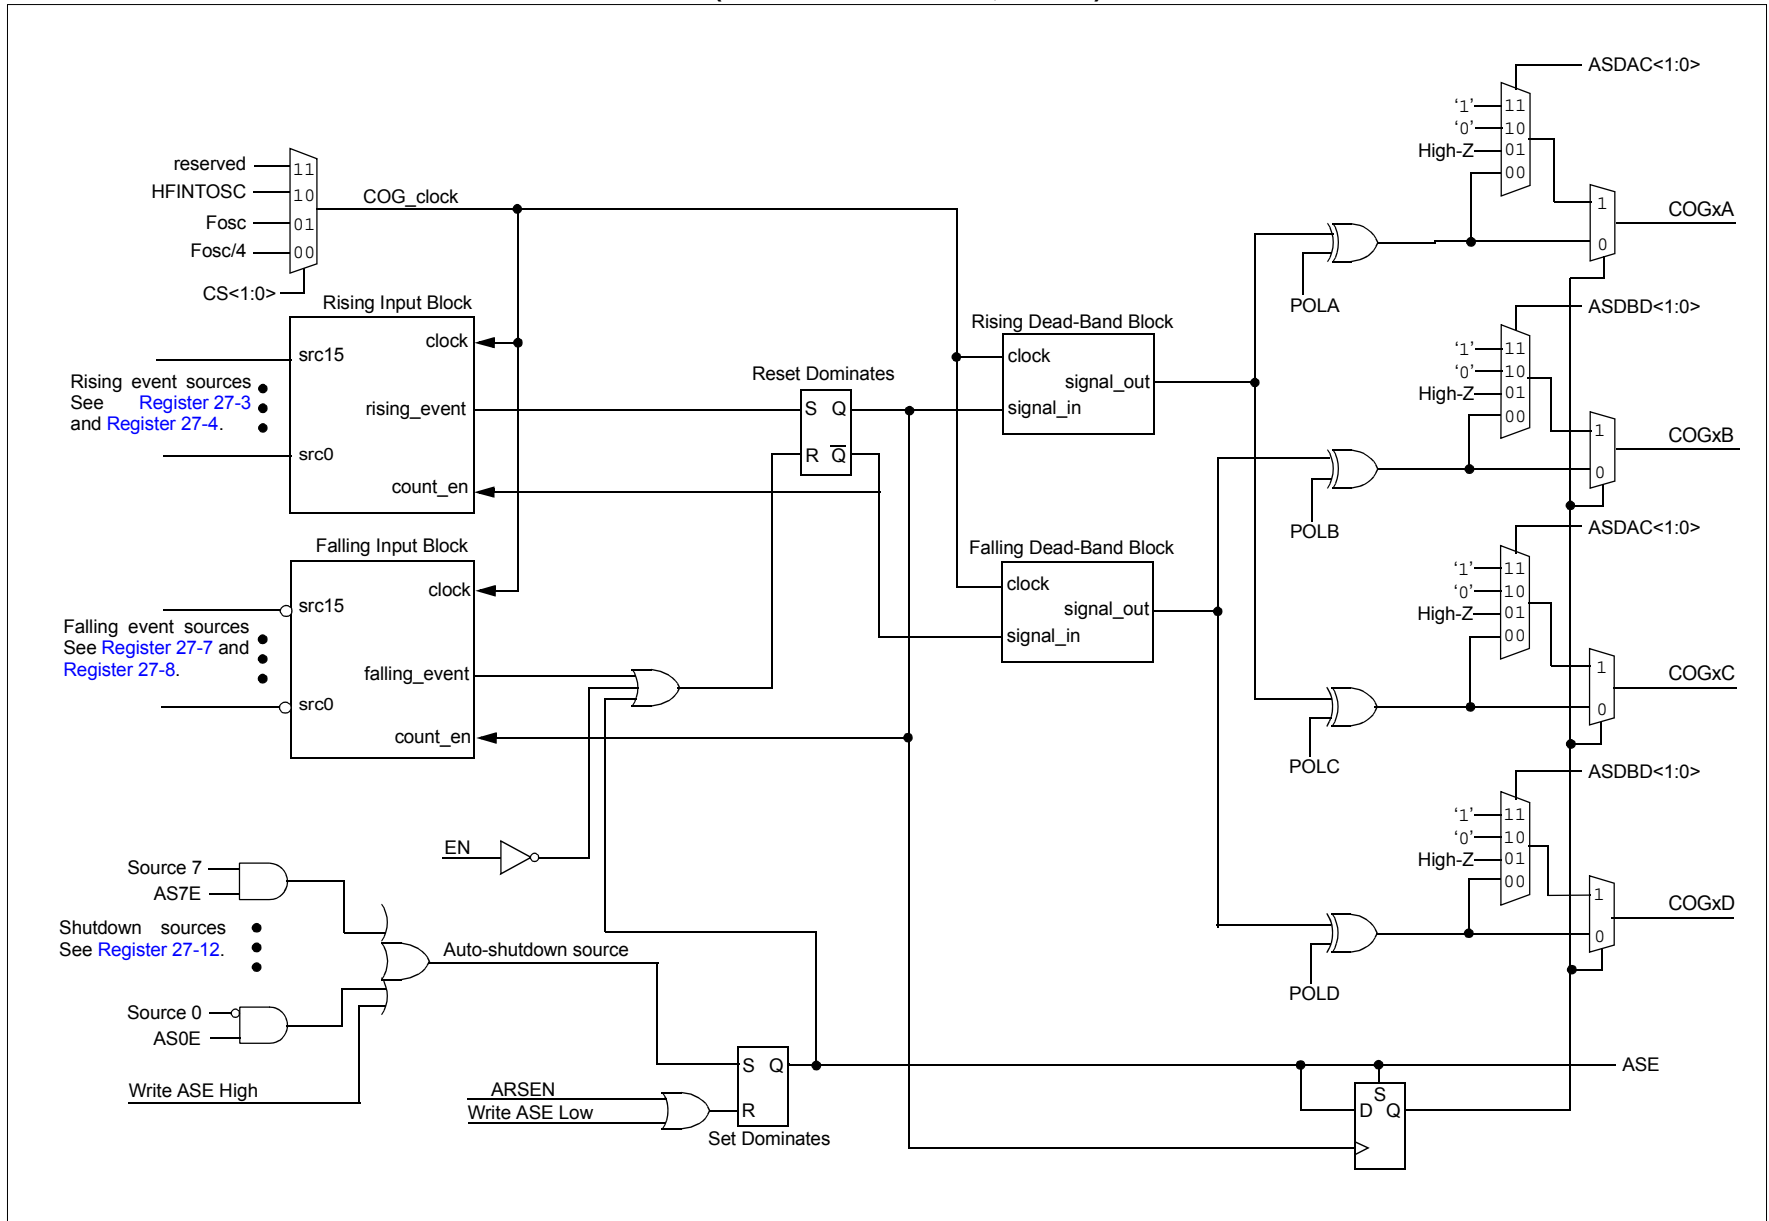 ASDAC<1:0>
‘1’ 11
‘0’ 10
High-Z 01
00
1
0
COGxA
POLA
reserved 11
HFINTOSC 10
Fosc 01
Fosc/4 00
CS<1:0>
COG_clock
Rising Input Block
clock
src15
Rising event sources
See Register 27-3
and Register 27-4.
rising_event
src0
count_en
Reset Dominates
S Q
R Q
Rising Dead-Band Block
clock
signal_out
signal_in
ASDBD<1:0>
‘1’ 11
‘0’ 10
High-Z 01
00
1
0
COGxB
POLB
Falling Input Block
clock
src15
Falling event sources
See Register 27-7 and
Register 27-8.
falling_event
src0
count_en
Falling Dead-Band Block
clock
signal_out
signal_in
ASDAC<1:0>
‘1’ 11
‘0’ 10
High-Z 01
00
1
0
COGxC
POLC
EN
ASDBD<1:0>
‘1’ 11
‘0’ 10
High-Z 01
00
1
0
COGxD
POLD
Source 7
AS7E
Shutdown sources
See Register 27-12.
Source 0
AS0E
Write ASE High
Auto-shutdown source
ARSEN
Write ASE Low
S Q
R
Set Dominates
ASE
S
D Q